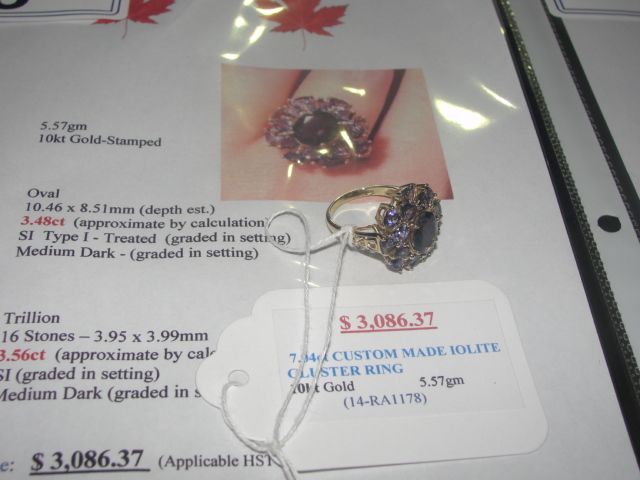 5.57gm
10kt Gold-Stamped
Oval
10.46 x 8.51mm (depth est.)
3.48ct (approximate by calculation)
SI Type I - Treated (graded in setting)
Medium Dark - (graded in setting)
Trillion
16 Stones – 3.95 x 3.99mm
3.56ct (approximate by calc
SI (graded in setting)
Medium Dark (graded in s
e: $ 3,086.37 (Applicable HST
$ 3,086.37
7.04ct CUSTOM MADE IOLITE
CLUSTER RING
10kt Gold 5.57gm
(14-RA1178)